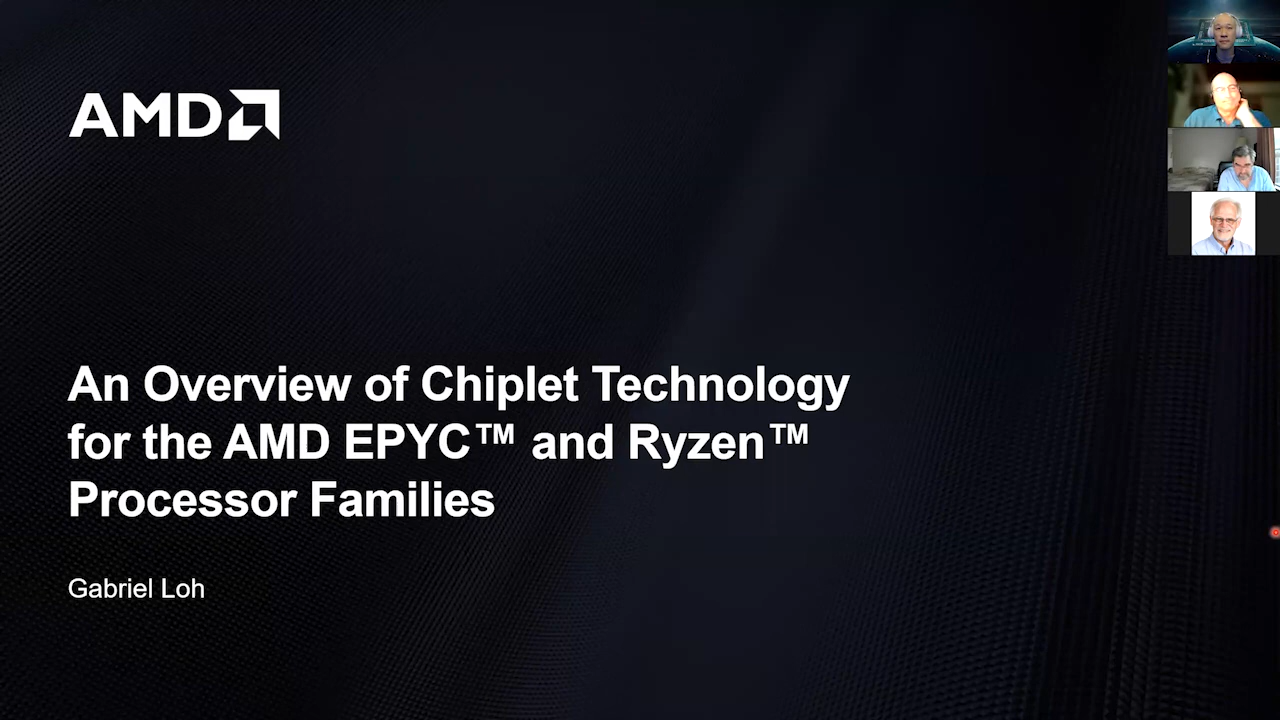 AMD
An Overview of Chiplet Technology
for the AMD EPYC™ and Ryzen™
Processor Families
Gabriel Loh